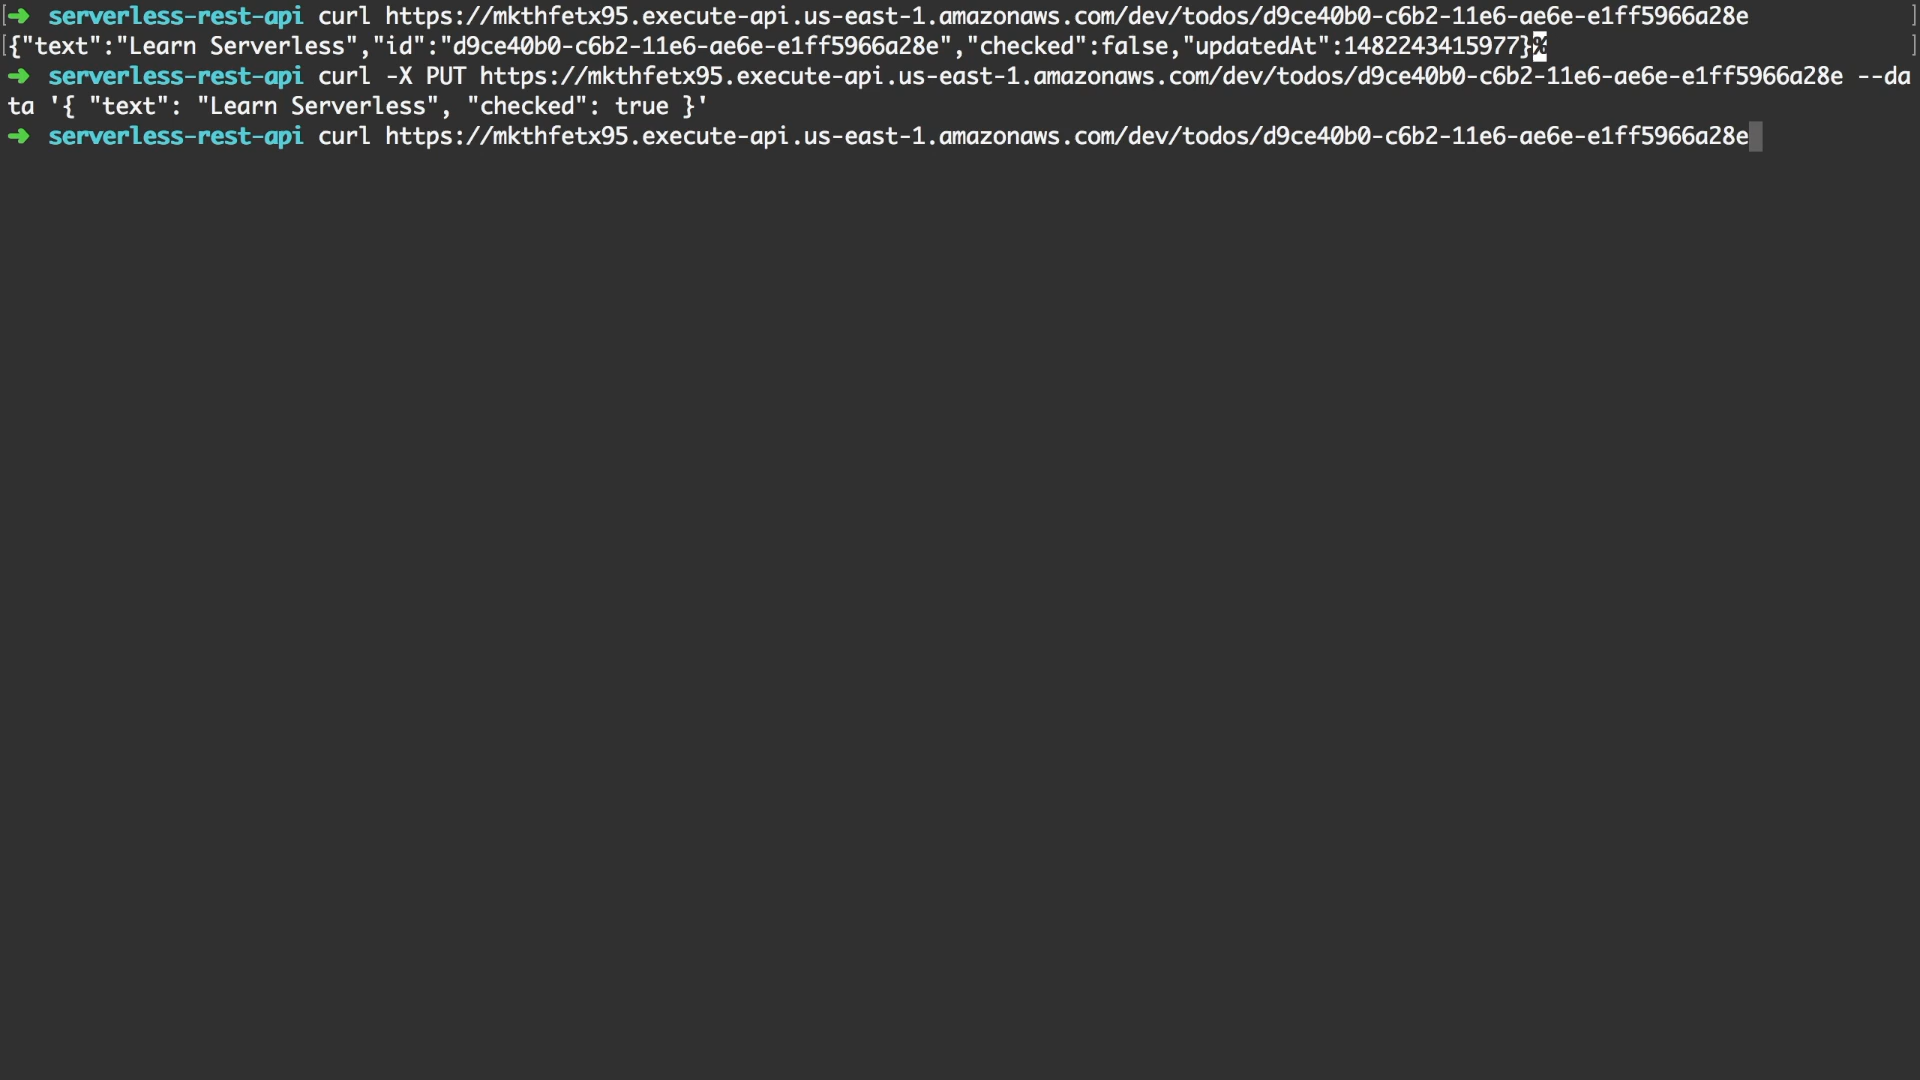 [➜ serverless-rest-api curl https://mkthfetx95.execute-api.us-east-1.amazonaws.com/dev/todos/d9ce40b0-c6b2-11e6-ae6e-e1ff5966a28e ]
[{"text":"Learn Serverless","id":"d9ce40b0-c6b2-11e6-ae6e-e1ff5966a28e","checked":false,"updatedAt":1482243415977}% ]
➜ serverless-rest-api curl -X PUT https://mkthfetx95.execute-api.us-east-1.amazonaws.com/dev/todos/d9ce40b0-c6b2-11e6-ae6e-e1ff5966a28e --da
ta '{ "text": "Learn Serverless", "checked": true }'
➜ serverless-rest-api curl https://mkthfetx95.execute-api.us-east-1.amazonaws.com/dev/todos/d9ce40b0-c6b2-11e6-ae6e-e1ff5966a28e